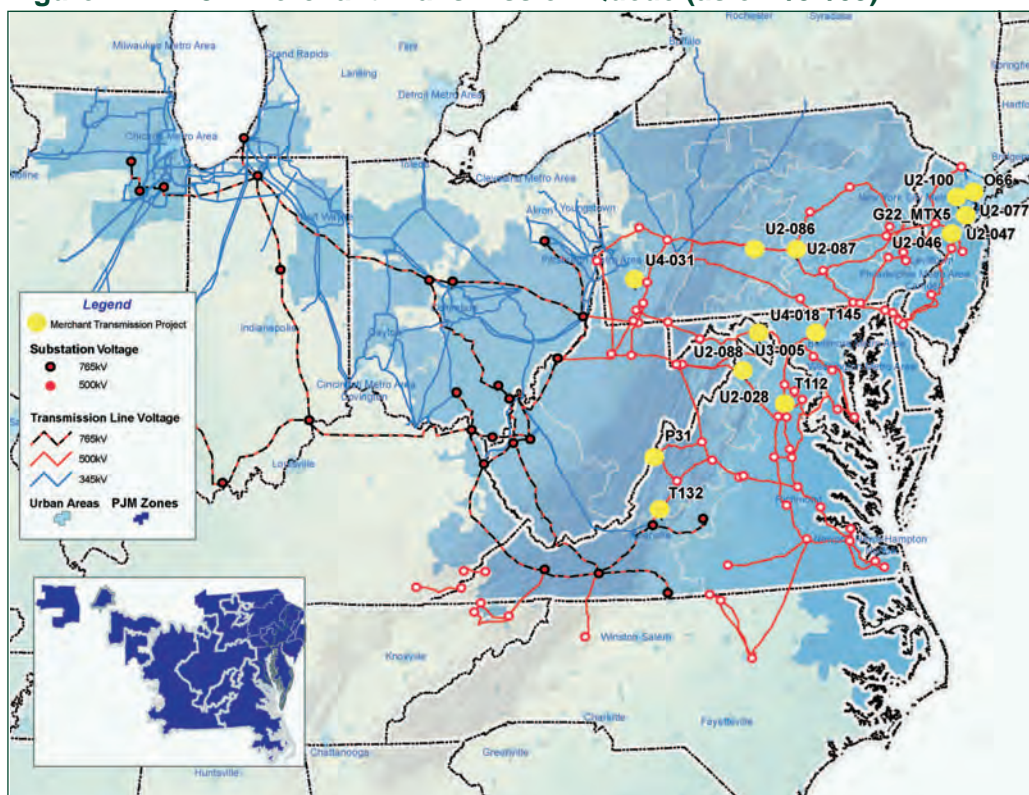 Milwaukee Metro Area
Grand Rapids
Flint
Lansing
Detroit Metro Area
Rochester
Syracuse
Buffalo
Chicago Metro Area
Toledo
Cleveland Metro Area
Akron
Youngstown
Fort Wayne
U2-100
O66
U2-077
G22_MTX5
U2-047
U2-046
U2-086
U2-087
Philadelphia Metro Area
U4-031
Indianapolis
Dayton
Cincinnati Metro Area
Covington
U4-018
T145
U2-088
U3-005
U2-028
T112
P31
T132
Louisville
Richmond
Legend
Merchant Transmission Project
Substation Voltage
765kV
500kV
Transmission Line Voltage
765kV
500kV
345kV
Urban Areas
PJM Zones
Knoxville
Winston-Salem
Charlotte
Fayetteville
Greenville
Chattanooga
Huntsville